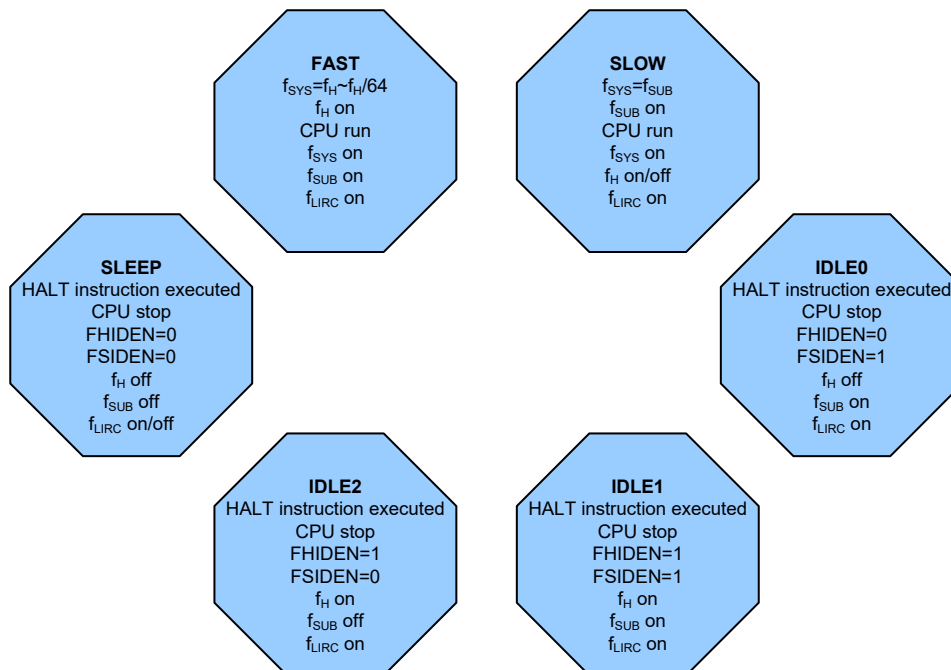 FAST
fSYS=fH~fH/64
fH on
CPU run
fSYS on
fSUB on
fLIRC on
SLOW
fSYS=fSUB
fSUB on
CPU run
fSYS on
fH on/off
fLIRC on
SLEEP
HALT instruction executed
CPU stop
FHIDEN=0
FSIDEN=0
fH off
fSUB off
fLIRC on/off
IDLE0
HALT instruction executed
CPU stop
FHIDEN=0
FSIDEN=1
fH off
fSUB on
fLIRC on
IDLE2
HALT instruction executed
CPU stop
FHIDEN=1
FSIDEN=0
fH on
fSUB off
fLIRC on
IDLE1
HALT instruction executed
CPU stop
FHIDEN=1
FSIDEN=1
fH on
fSUB on
fLIRC on